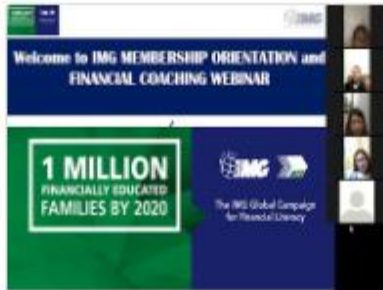 IMG
Welcome to IMG MEMBERSHIP ORIENTATION and
FINANCIAL COACHING WEBINAR
1 MILLION
FINANCIALLY EDUCATED
FAMILIES BY 2020
IMG
The IMG Global Campaign
for Financial Literacy